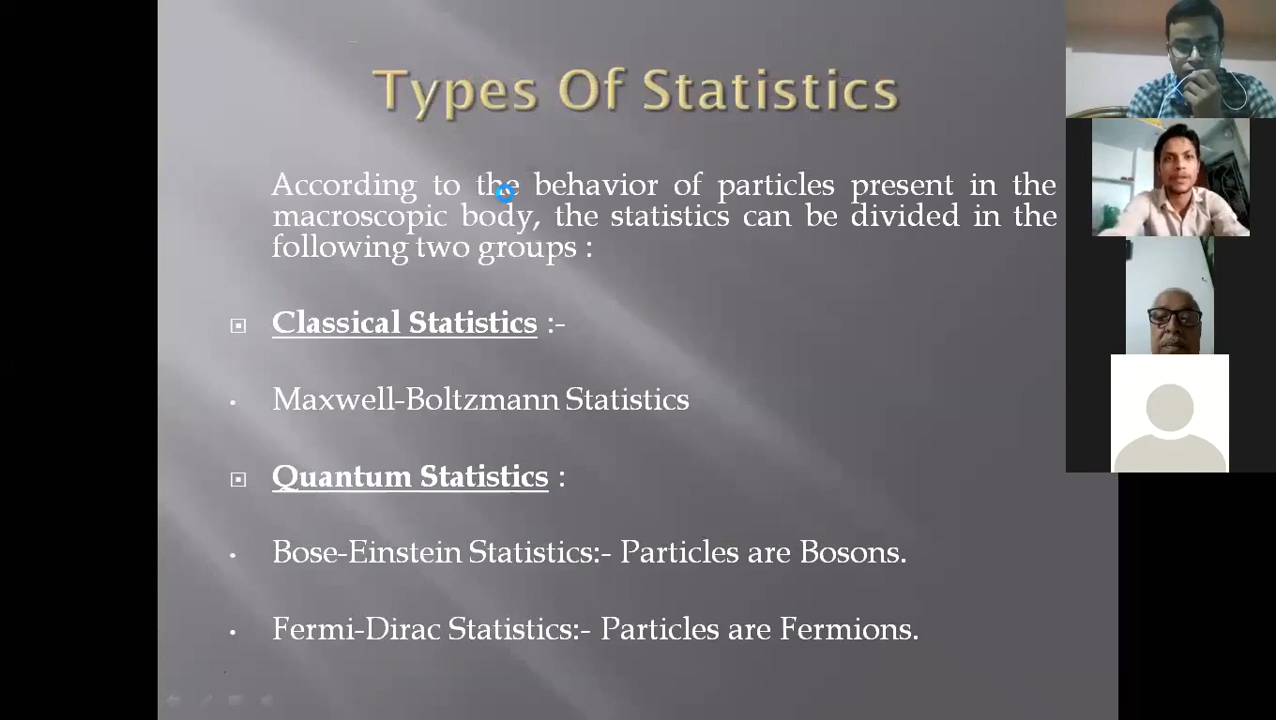 Types Of Statistics
According to the behavior of particles present in the
macroscopic body, the statistics can be divided in the
following two groups :
Classical Statistics :-
• Maxwell-Boltzmann Statistics
Quantum Statistics :
• Bose-Einstein Statistics:- Particles are Bosons.
• Fermi-Dirac Statistics:- Particles are Fermions.